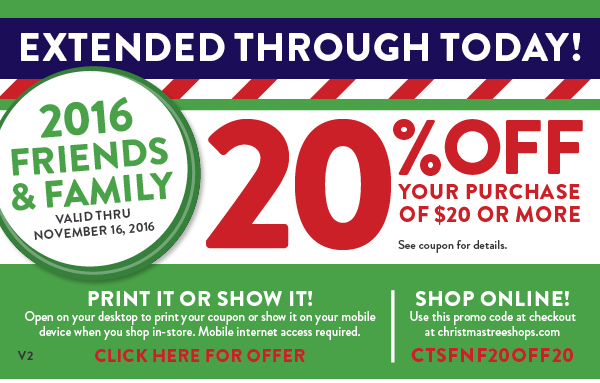 EXTENDED THROUGH TODAY!
2016
FRIENDS
& FAMILY
VALID THRU
NOVEMBER 16, 2016
20%OFF
YOUR PURCHASE
OF $20 OR MORE
See coupon for details.
PRINT IT OR SHOW IT!
Open on your desktop to print your coupon or show it on your mobile
device when you shop in-store. Mobile internet access required.
CLICK HERE FOR OFFER
V2
SHOP ONLINE!
Use this promo code at checkout
at christmastreeshops.com
CTSFNF20OFF20